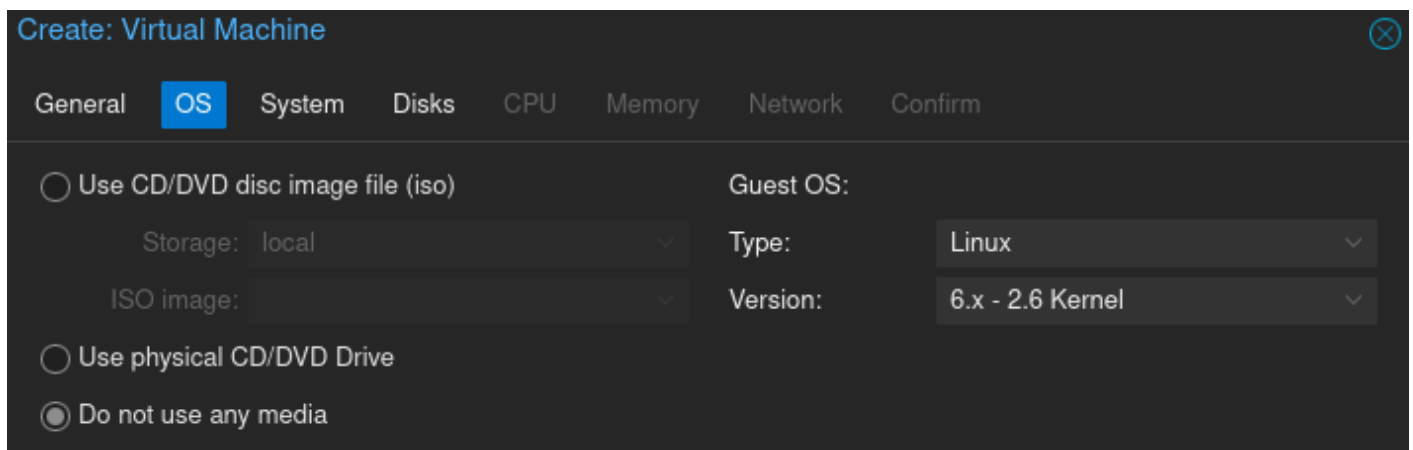 Create: Virtual Machine
General OS System Disks CPU Memory Network Confirm
Use CD/DVD disc image file (iso) Guest OS:
Storage: local Type: Linux
ISO image: Version: 6.x - 2.6 Kernel
Use physical CD/DVD Drive
Do not use any media